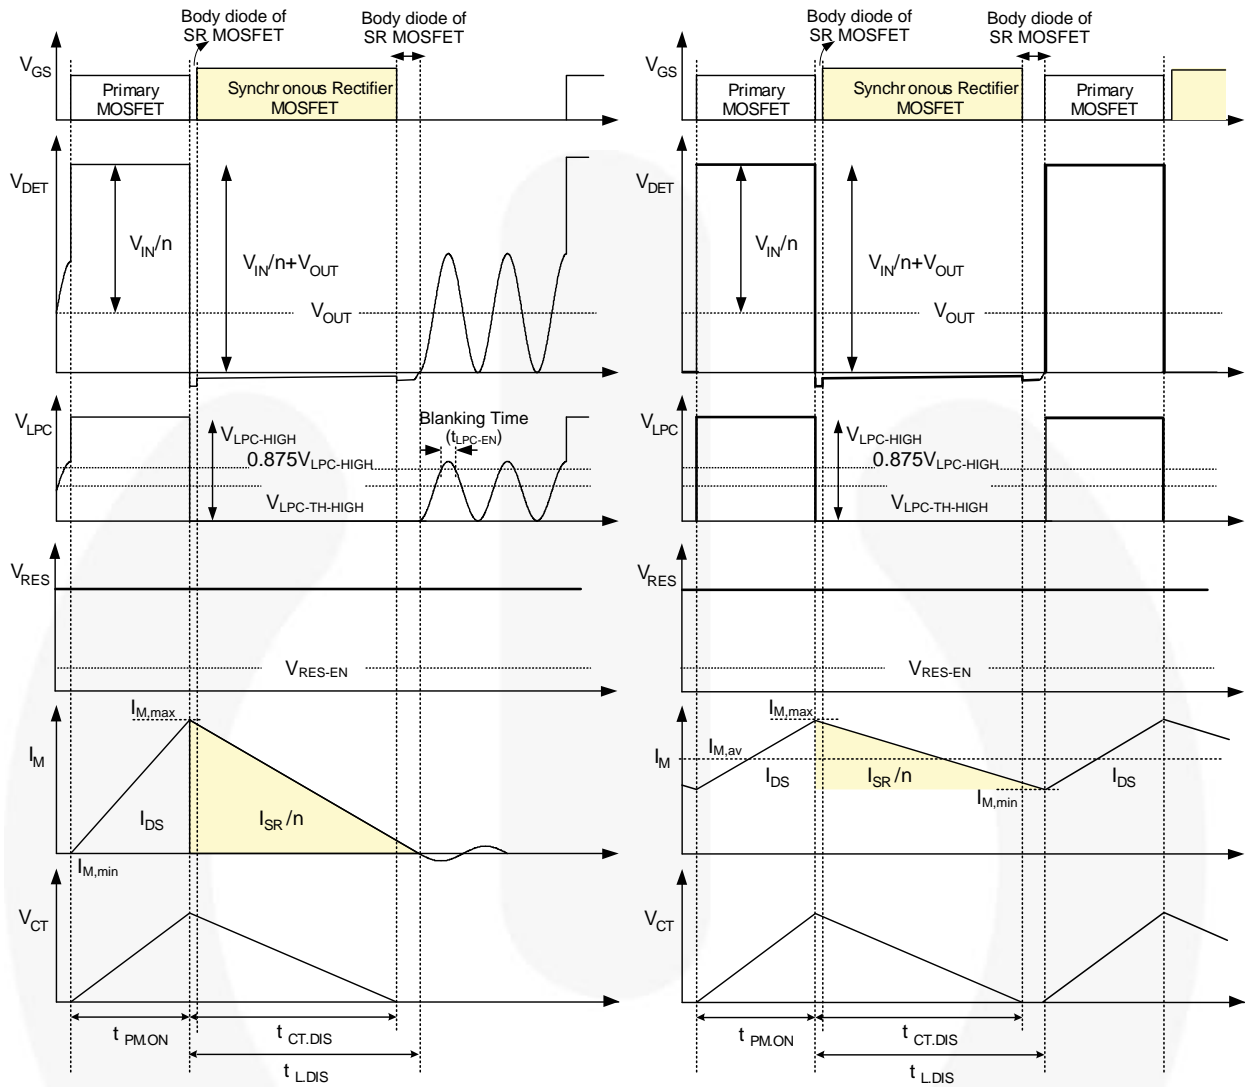 Body diode of
SR MOSFET
Body diode of
SR MOSFET
VGS
Primary
MOSFET
Synchronous Rectifier
MOSFET
VDET
VIN/n
VIN/n+VOUT
VOUT
VLPC
VLPC-HIGH
0.875VLPC-HIGH
VLPC-TH-HIGH
Blanking Time
(tLPC-EN)
VRES
VRES-EN
IM,max
IM
IDS
ISR/n
IM,min
VCT
t PM.ON
t CT.DIS
t L.DIS
Body diode of
SR MOSFET
Body diode of
SR MOSFET
VGS
Primary
MOSFET
Synchronous Rectifier
MOSFET
Primary
MOSFET
VDET
VIN/n
VIN/n+VOUT
VOUT
VLPC
VLPC-HIGH
0.875VLPC-HIGH
VLPC-TH-HIGH
VRES
VRES-EN
IM,max
IM,av
IM
IDS
ISR/n
IM,min
IDS
VCT
t PM.ON
t CT.DIS
t L.DIS